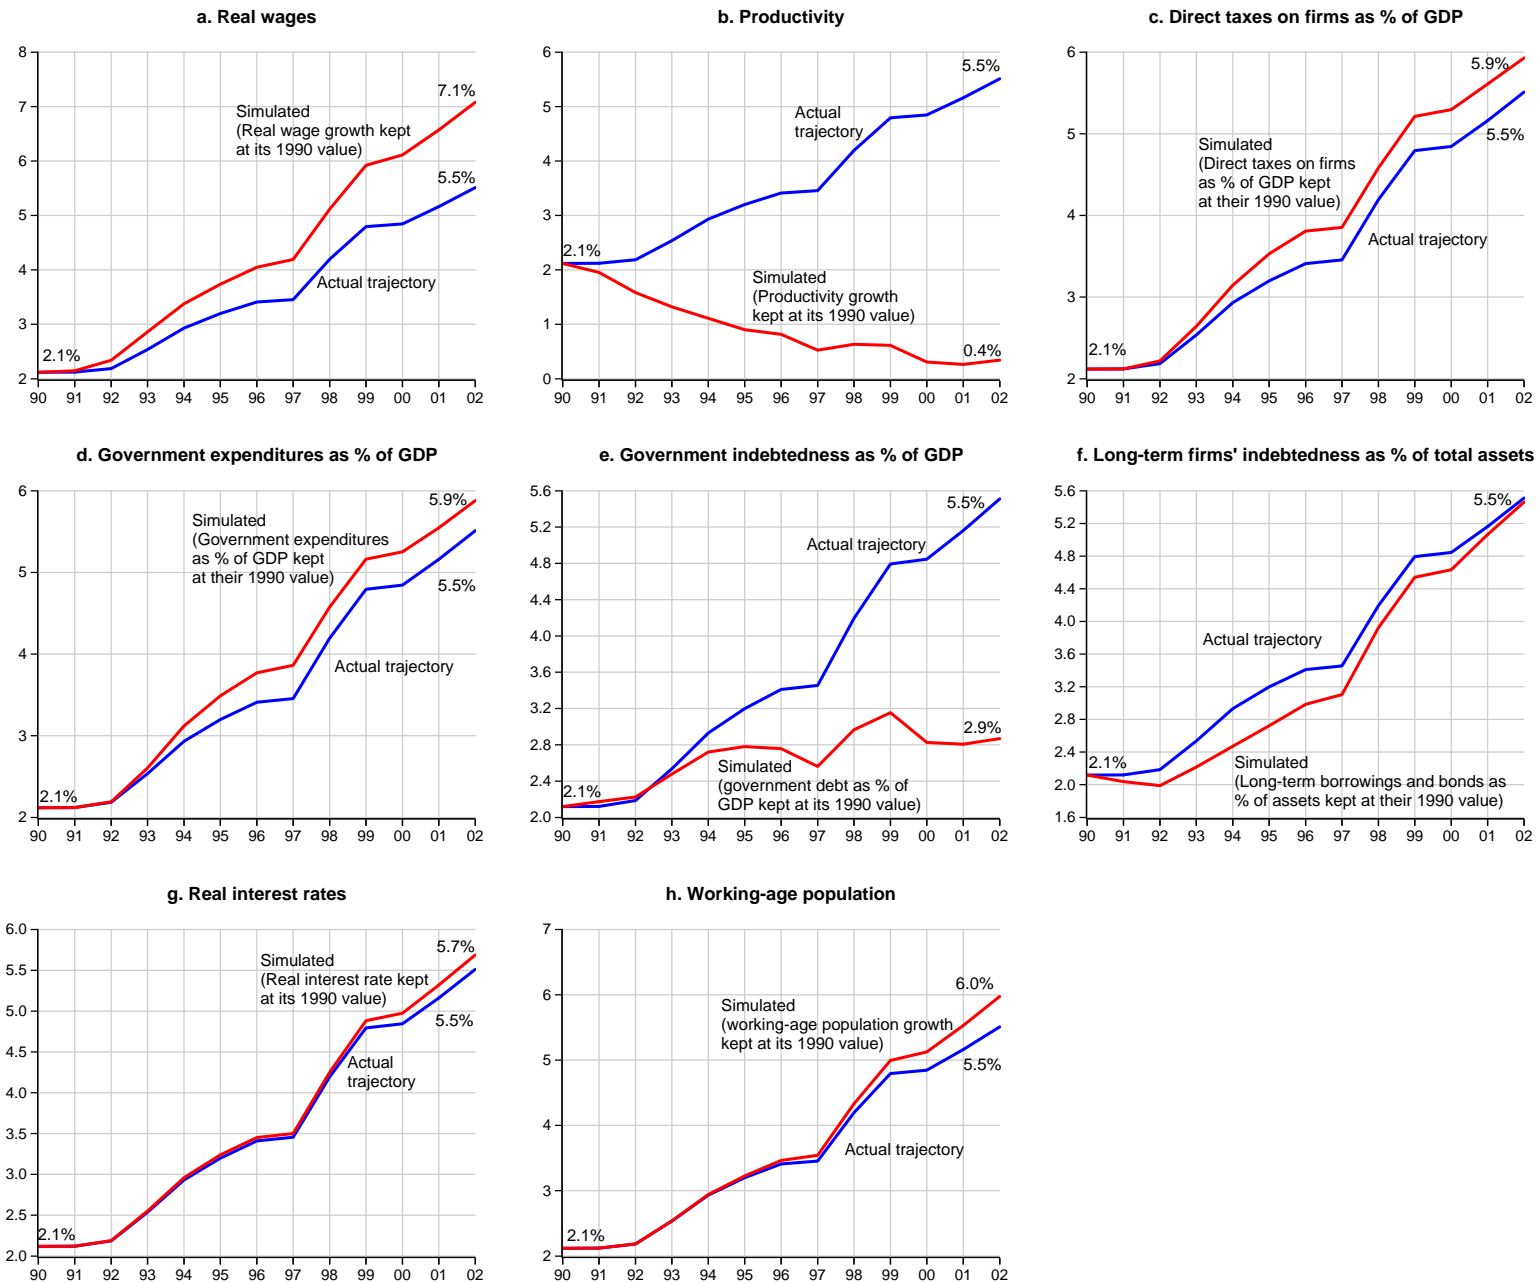 a. Real wages
8
7
6
5
4
3
2
7.1%
Simulated
(Real wage growth kept
at its 1990 value)
5.5%
Actual trajectory
2.1%
90 91 92 93 94 95 96 97 98 99 00 01 02
b. Productivity
6
5
4
3
2
1
0
5.5%
Actual
trajectory
2.1%
Simulated
(Productivity growth
kept at its 1990 value)
0.4%
90 91 92 93 94 95 96 97 98 99 00 01 02
c. Direct taxes on firms as % of GDP
6
5
4
3
2
5.9%
5.5%
Simulated
(Direct taxes on firms
as % of GDP kept
at their 1990 value)
Actual trajectory
2.1%
90 91 92 93 94 95 96 97 98 99 00 01 02
d. Government expenditures as % of GDP
6
5
4
3
2
5.9%
Simulated
(Government expenditures
as % of GDP kept
at their 1990 value)
5.5%
Actual trajectory
2.1%
90 91 92 93 94 95 96 97 98 99 00 01 02
e. Government indebtedness as % of GDP
5.6
5.2
4.8
4.4
4.0
3.6
3.2
2.8
2.4
2.0
5.5%
Actual trajectory
2.9%
Simulated
(government debt as % of
GDP kept at its 1990 value)
2.1%
90 91 92 93 94 95 96 97 98 99 00 01 02
f. Long-term firms' indebtedness as % of total assets
5.6
5.2
4.8
4.4
4.0
3.6
3.2
2.8
2.4
2.0
1.6
5.5%
Actual trajectory
2.1%
Simulated
(Long-term borrowings and bonds as
% of assets kept at their 1990 value)
90 91 92 93 94 95 96 97 98 99 00 01 02
g. Real interest rates
6.0
5.5
5.0
4.5
4.0
3.5
3.0
2.5
2.0
5.7%
Simulated
(Real interest rate kept
at its 1990 value)
5.5%
Actual
trajectory
2.1%
90 91 92 93 94 95 96 97 98 99 00 01 02
h. Working-age population
7
6
5
4
3
2
6.0%
Simulated
(working-age population growth
kept at its 1990 value)
5.5%
Actual trajectory
2.1%
90 91 92 93 94 95 96 97 98 99 00 01 02